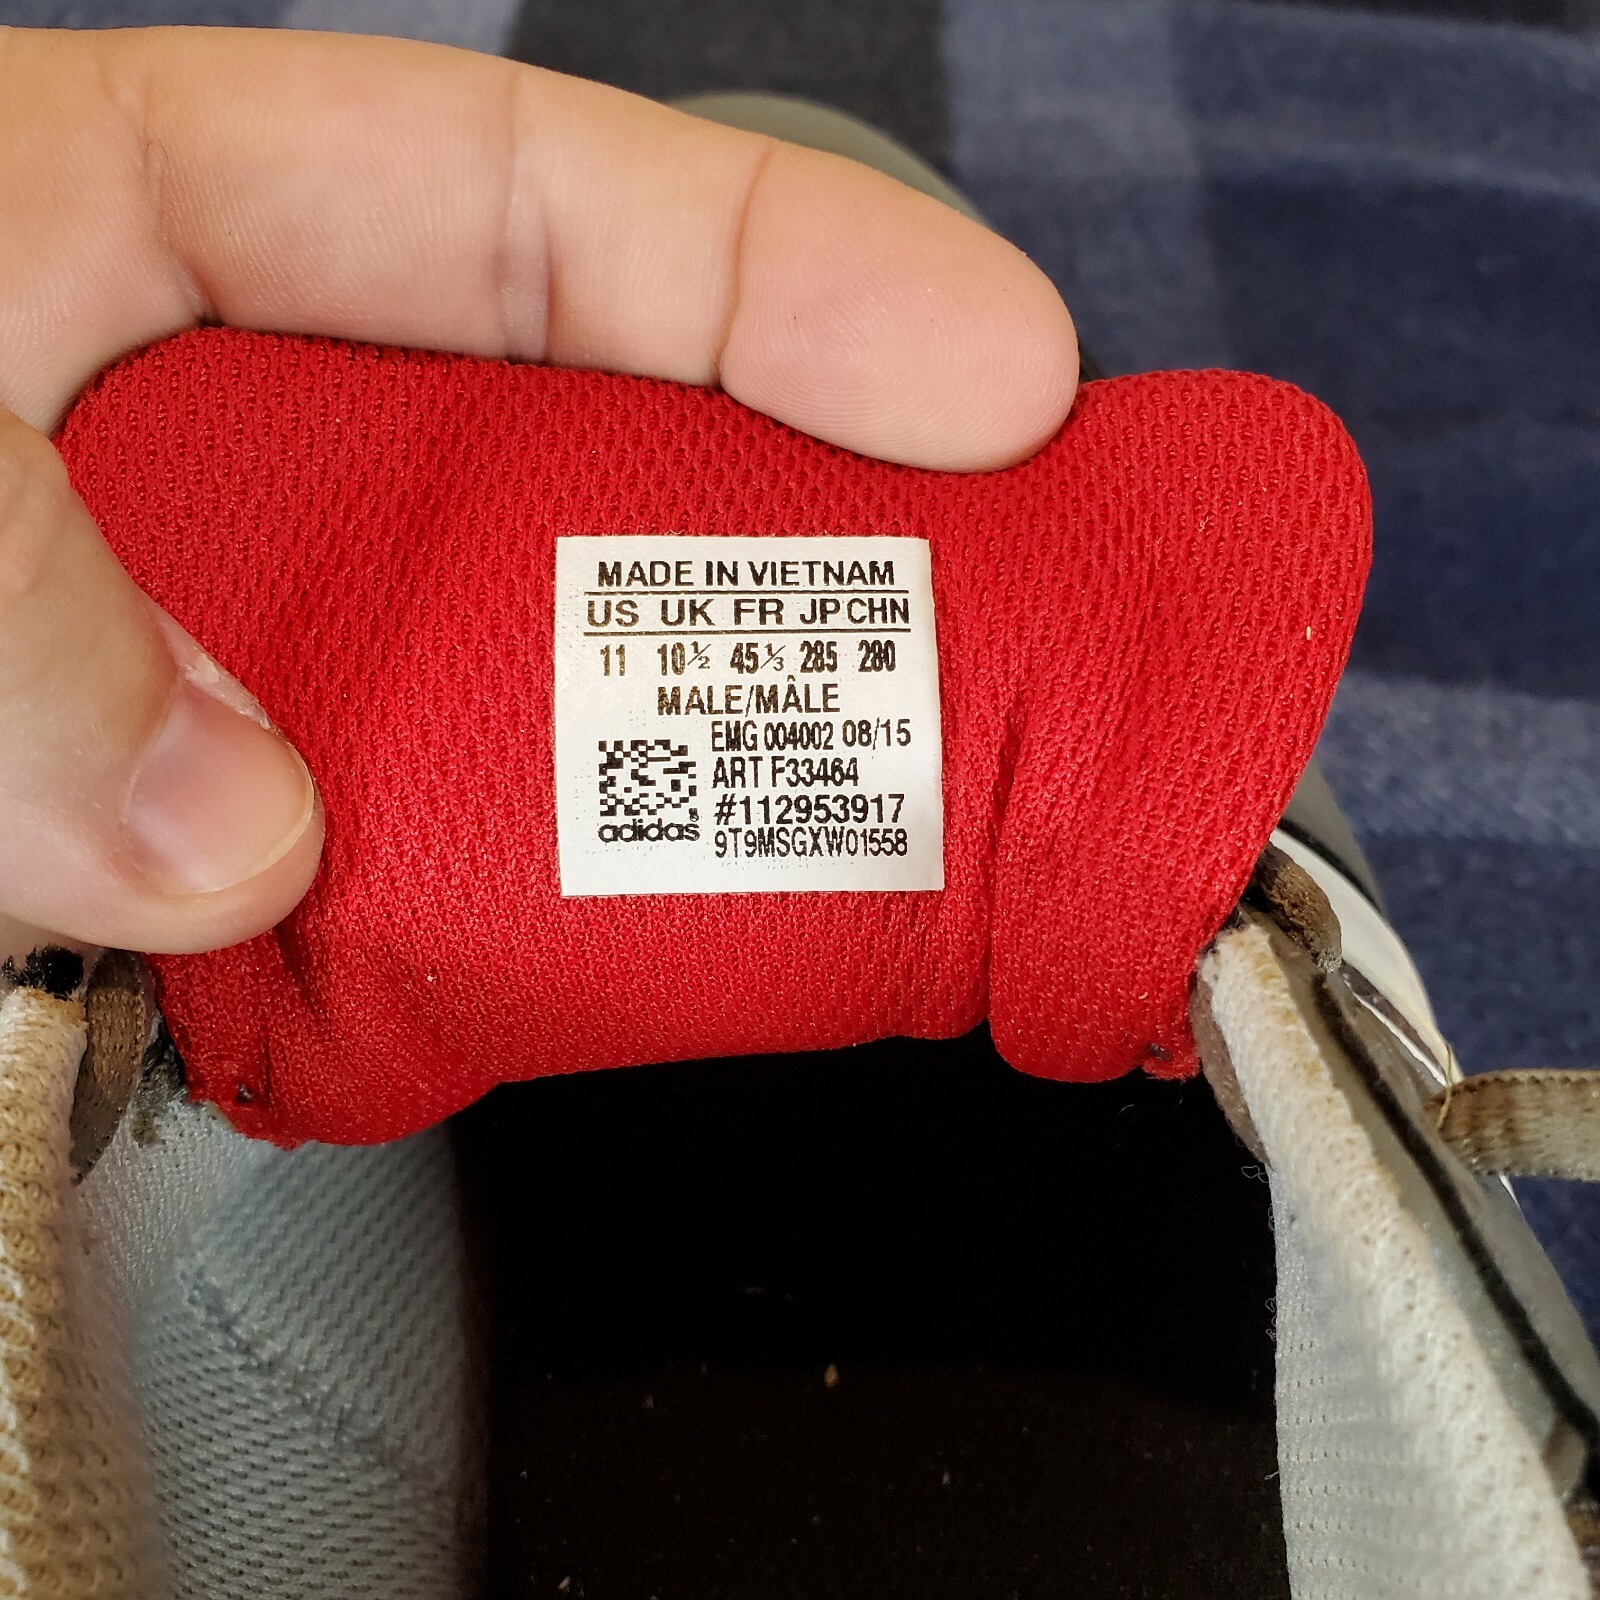 MADE IN VIETNAM
US UK FR JP CHN
11 10½ 45⅓ 285 280
MALE/MÂLE
EMG 004002 08/15
ART F33464
#112953917
adidas®
9T9MSGXW01558